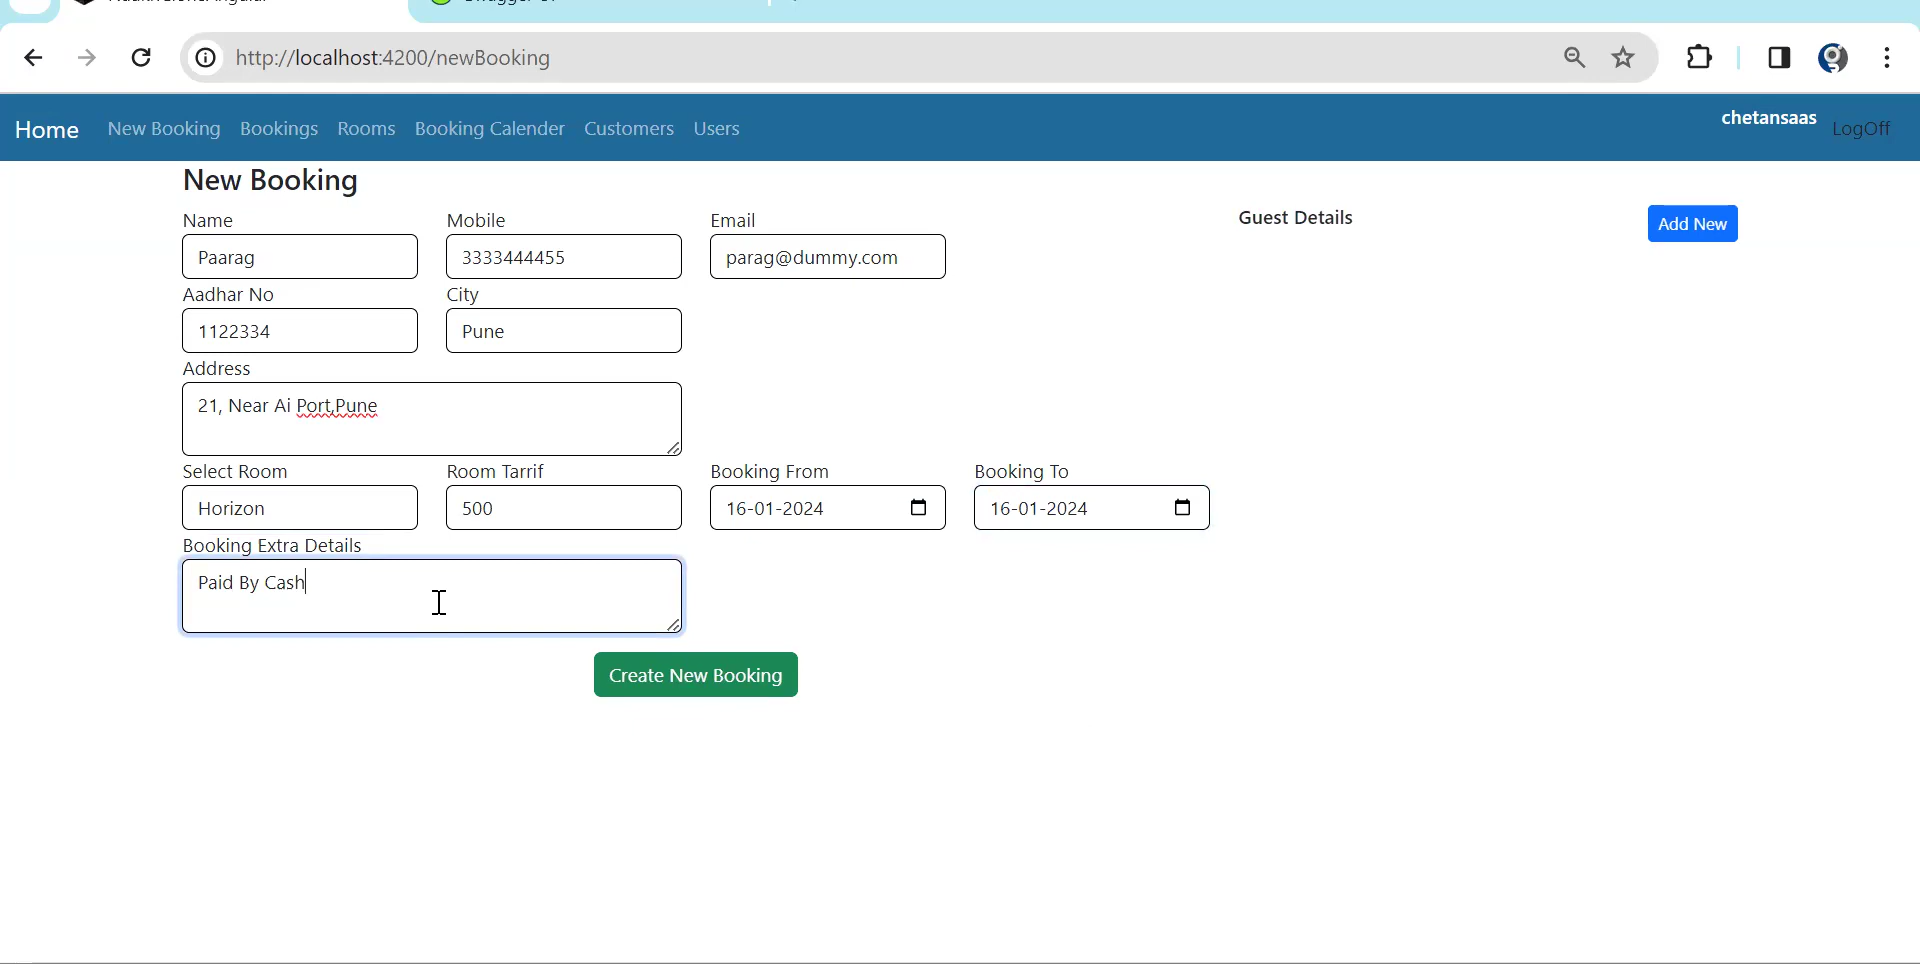 http://localhost:4200/newBooking
Home New Booking Bookings Rooms Booking Calender Customers Users chetansaas LogOff
New Booking
Name Mobile Email Guest Details Add New
Paarag 3333444455 parag@dummy.com
Aadhar No City
1122334 Pune
Address
21, Near Ai Port,Pune
Select Room Room Tarrif Booking From Booking To
Horizon 500 16-01-2024 16-01-2024
Booking Extra Details
Paid By Cash
Create New Booking